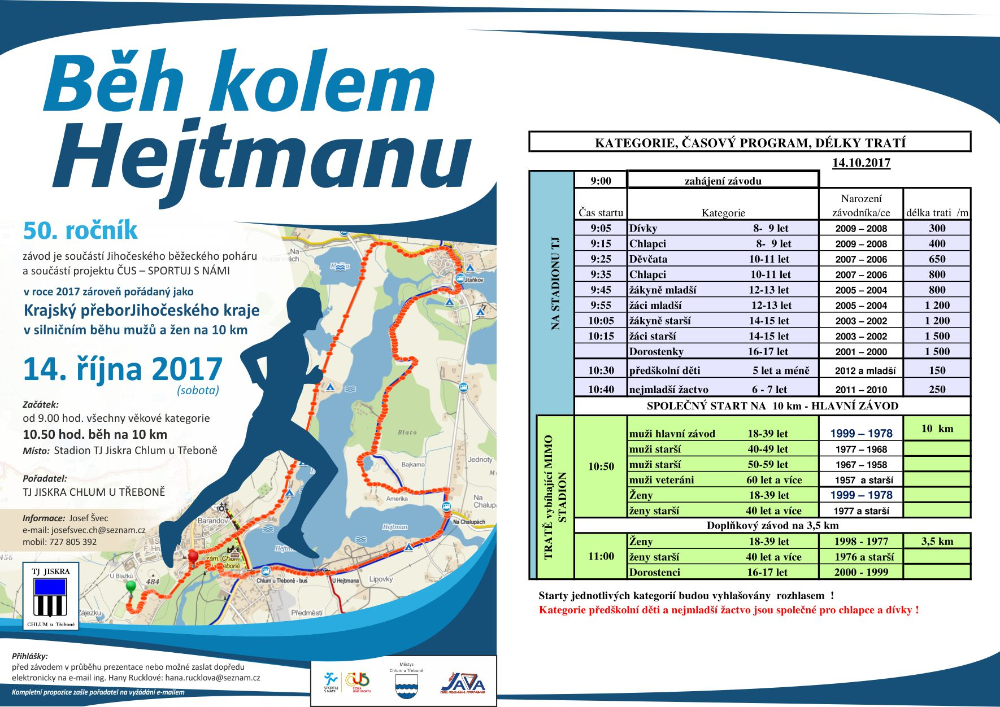 Běh kolem
Hejtmanu
50. ročník
závod je součástí Jihočeského běžeckého poháru
a součástí projektu ČUS – SPORTUJ S NÁMI
v roce 2017 zároveň pořádaný jako
Krajský přeborJihočeského kraje
v silničním běhu mužů a žen na 10 km
14. října 2017
(sobota)
Začátek:
od 9.00 hod. všechny věkové kategorie
10.50 hod. běh na 10 km
Místo: Stadion TJ Jiskra Chlum u Třeboně
Pořadatel:
TJ JISKRA CHLUM U TŘEBONĚ
Informace: Josef Švec
e-mail: josefsvec.ch@seznam.cz
mobil: 727 805 392
TJ JISKRA
CHLUM u Třeboně
Staňkov
Blato
Bajkama
Jednoty
Amerika
Na
Chalup
Na Chalupách
Hejtman
Barandov
zám. Chlum
U Blažků
484
456
Chlum u Třeboně - bus
U Hejtmana
Lipovky
Předměstí
Zájezku
Přihlášky:
před závodem v průběhu prezentace nebo možné zaslat dopředu
elektronicky na e-mail ing. Hany Rucklové: hana.rucklova@seznam.cz
Kompletní propozice zašle pořadatel na vyžádání e-mailem
SPORTUJ
S NÁMI
ČUS
ČESKÁ
UNIE SPORTU
Městys
Chlum u Třeboně
JAVA
KATEGORIE, ČASOVÝ PROGRAM, DÉLKY TRATÍ
14.10.2017
9:00 zahájení závodu
Čas startu Kategorie Narození závodníka/ce délka trati /m
NA STADIONU TJ
9:05 Dívky 8- 9 let 2009 – 2008 300
9:15 Chlapci 8- 9 let 2009 – 2008 400
9:25 Děvčata 10-11 let 2007 – 2006 650
9:35 Chlapci 10-11 let 2007 – 2006 800
9:45 žákyně mladší 12-13 let 2005 – 2004 800
9:55 žáci mladší 12-13 let 2005 – 2004 1 200
10:05 žákyně starší 14-15 let 2003 – 2002 1 200
10:15 žáci starší 14-15 let 2003 – 2002 1 500
Dorostenky 16-17 let 2001 – 2000 1 500
10:30 předškolní děti 5 let a méně 2012 a mladší 150
10:40 nejmladší žactvo 6 - 7 let 2011 – 2010 250
SPOLEČNÝ START NA 10 km - HLAVNÍ ZÁVOD
TRATĚ vybíhající MIMO
STADION
10:50
muži hlavní závod 18-39 let 1999 – 1978 10 km
muži starší 40-49 let 1977 – 1968
muži starší 50-59 let 1967 – 1958
muži veteráni 60 let a více 1957 a starší
Ženy 18-39 let 1999 – 1978
ženy starší 40 let a více 1977 a starší
Doplňkový závod na 3,5 km
11:00
Ženy 18-39 let 1998 - 1977 3,5 km
ženy starší 40 let a více 1976 a starší
Dorostenci 16-17 let 2000 - 1999
Starty jednotlivých kategorií budou vyhlašovány rozhlasem !
Kategorie předškolní děti a nejmladší žactvo jsou společné pro chlapce a dívky !